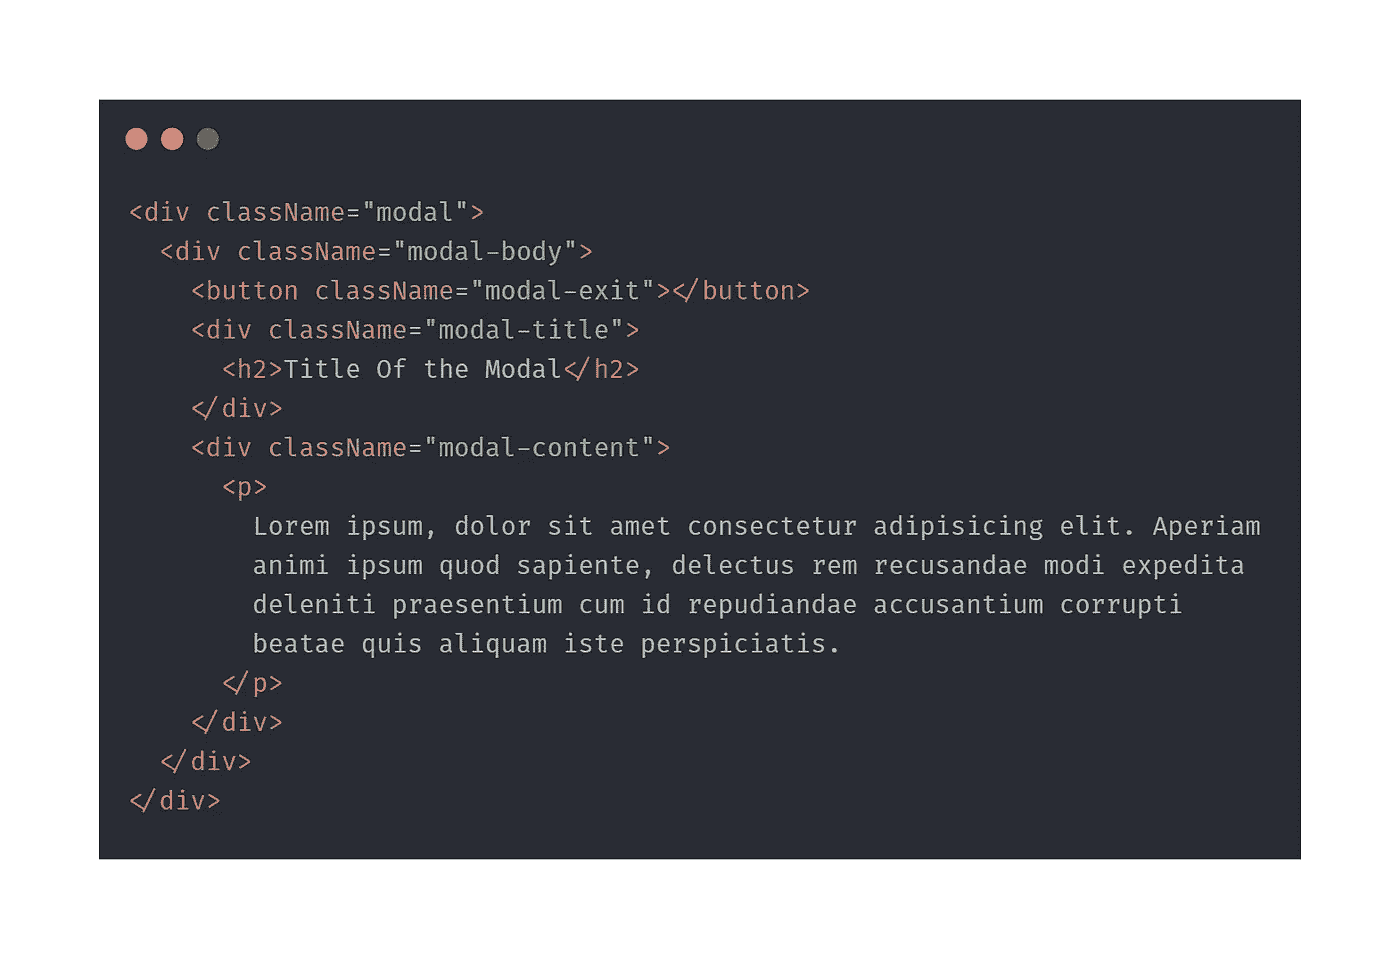 <div className="modal">
<div className="modal-body">
<button className="modal-exit"></button>
<div className="modal-title">
<h2>Title Of the Modal</h2>
</div>
<div className="modal-content">
<p>
Lorem ipsum, dolor sit amet consectetur adipisicing elit. Aperiam
animi ipsum quod sapiente, delectus rem recusandae modi expedita
deleniti praesentium cum id repudiandae accusantium corrupti
beatae quis aliquam iste perspiciatis.
</p>
</div>
</div>
</div>